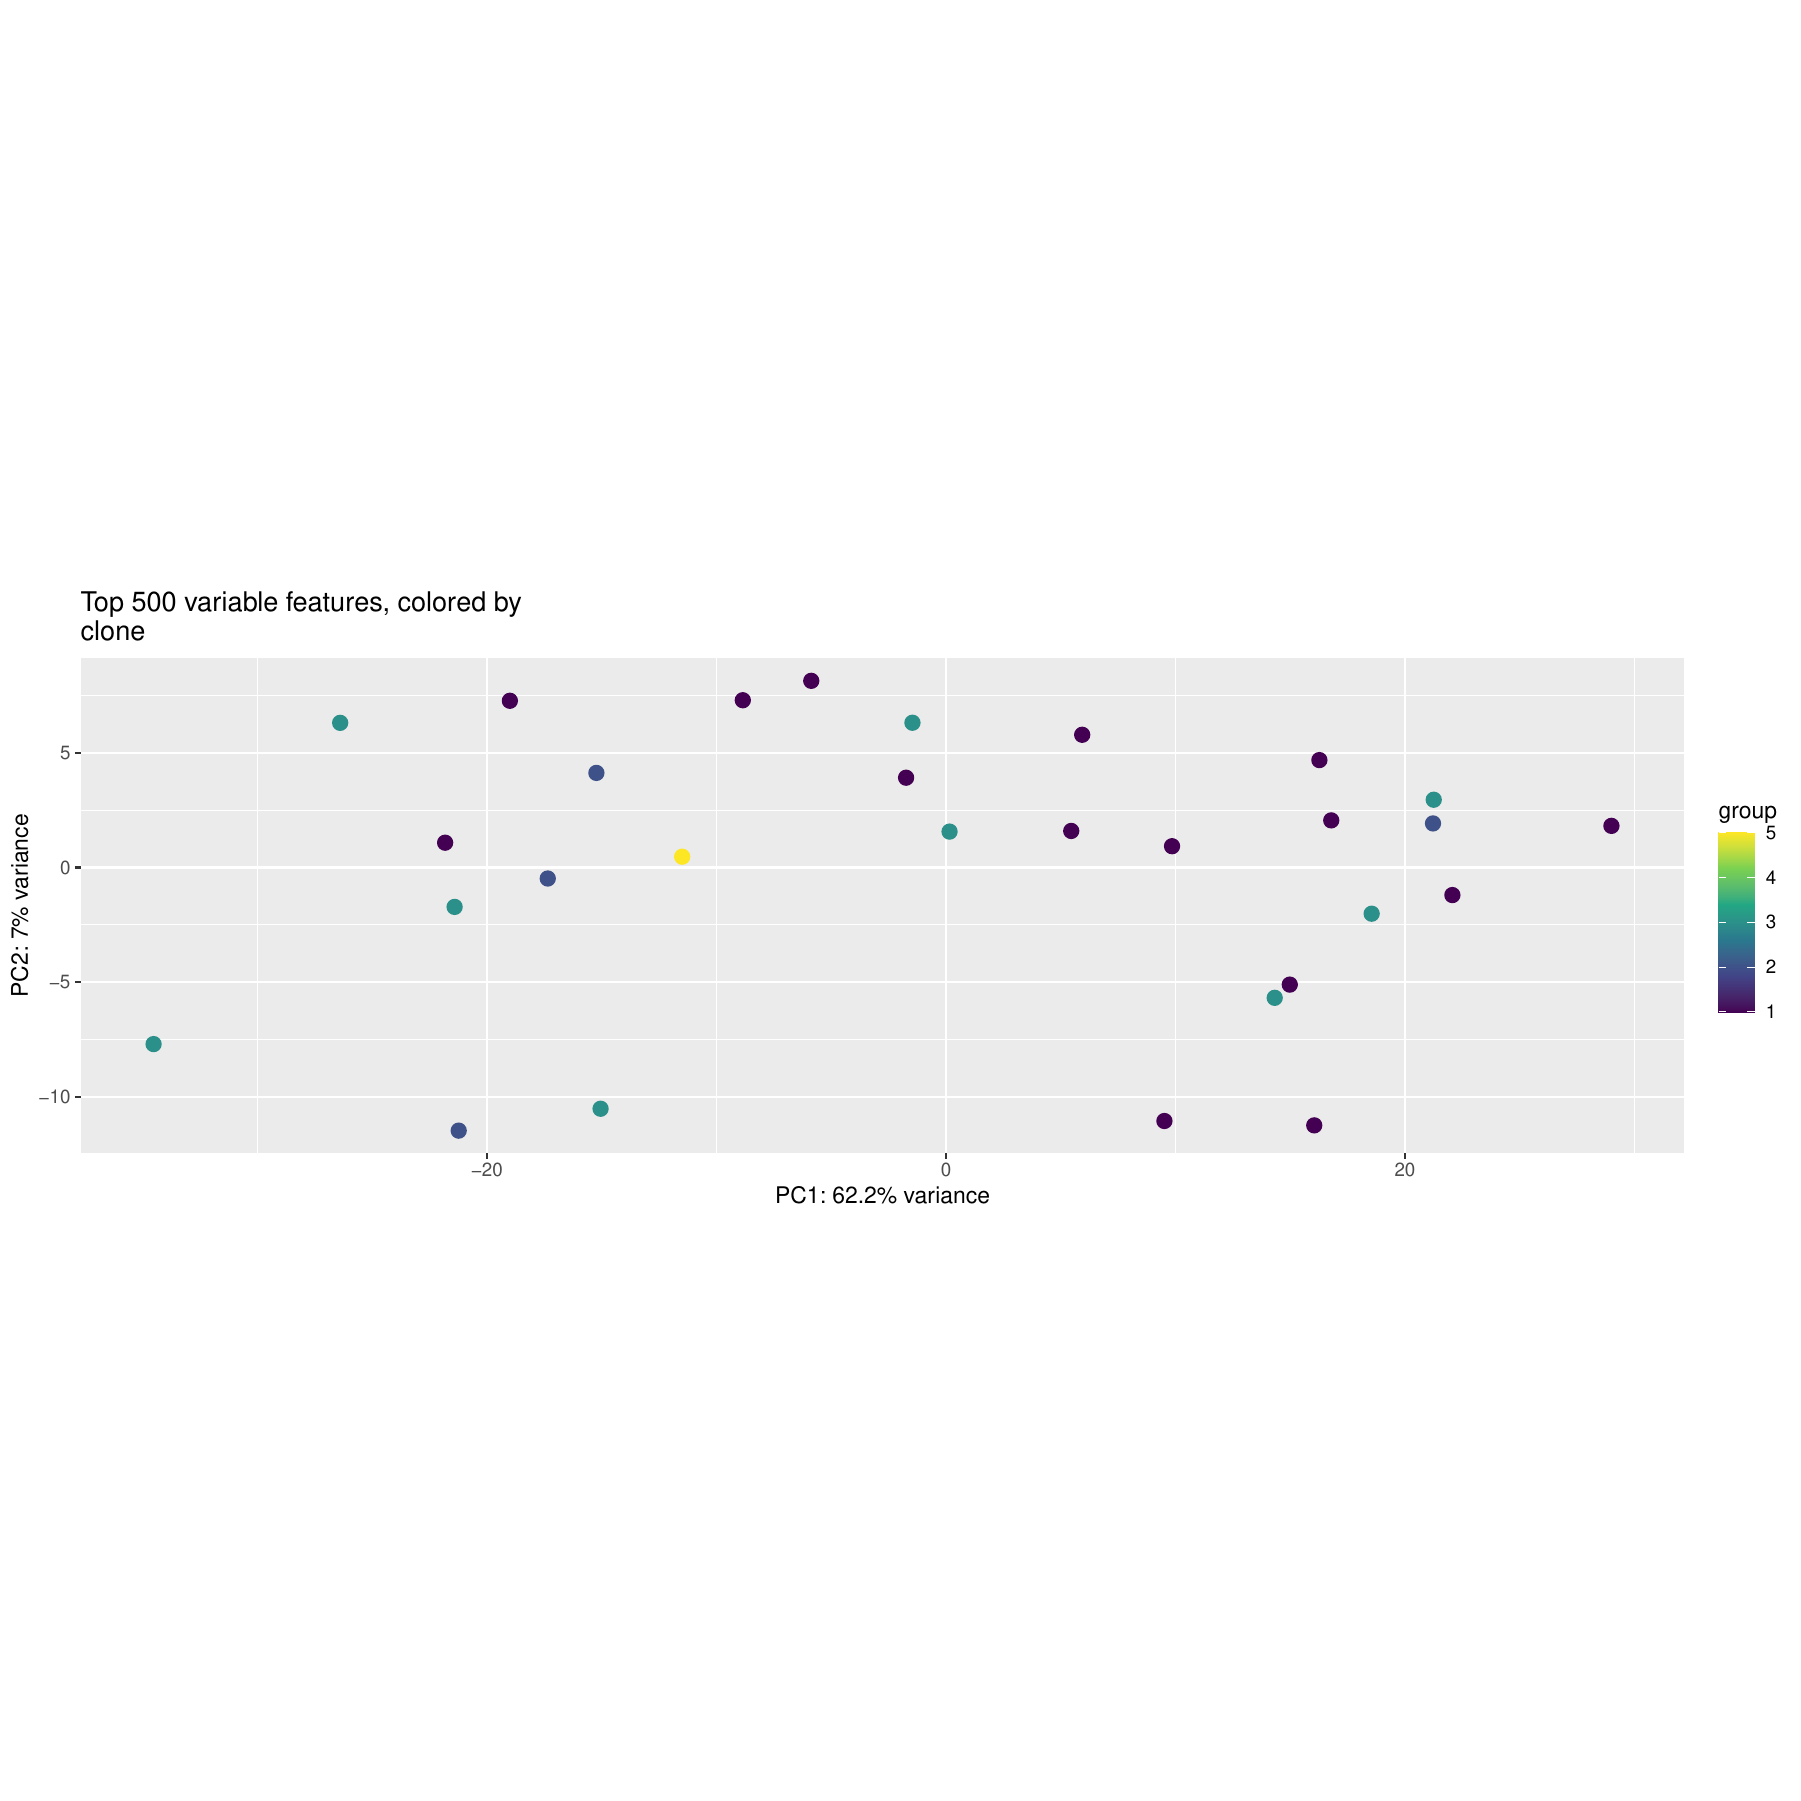 Top 500 variable features, colored by
clone
PC2: 7% variance
5
0
−5
−10
−20
0
20
PC1: 62.2% variance
group
5
4
3
2
1